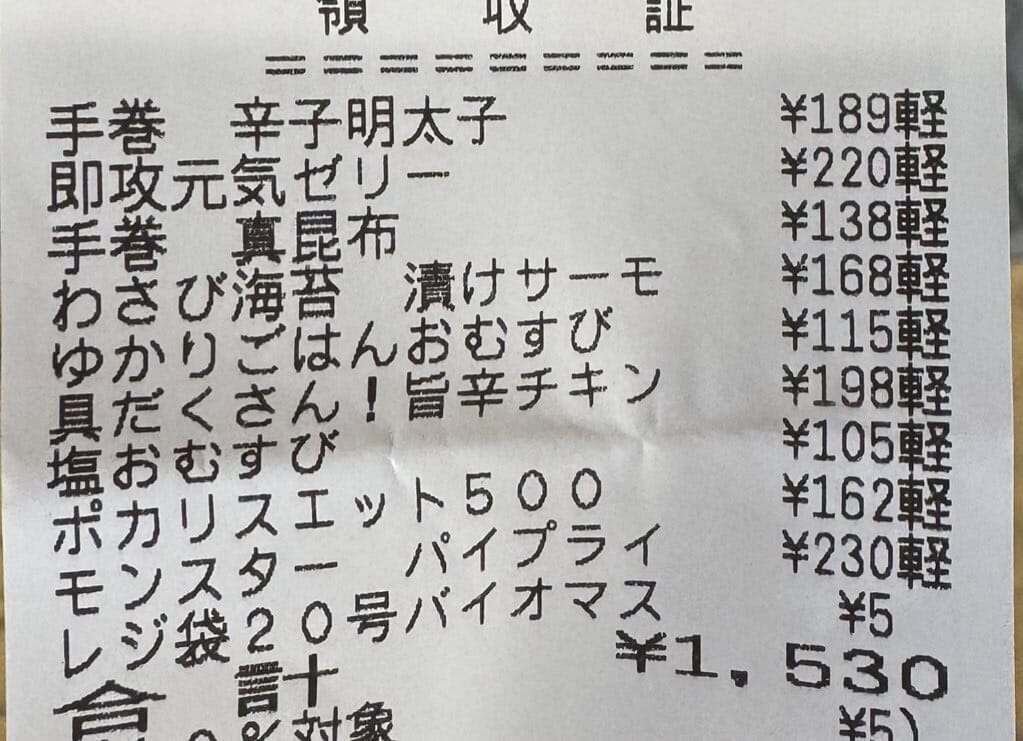 領 収 証
==========
手巻 辛子明太子 ¥189軽
即攻元気ゼリー ¥220軽
手巻 真昆布 ¥138軽
わさび海苔 漬けサーモ ¥168軽
ゆかりごはんおむすび ¥115軽
具だくさん!旨辛チキン ¥198軽
塩おむすび ¥105軽
ポカリスエット500 ¥162軽
モンスター パイプライ ¥230軽
レジ袋20号バイオマス ¥5
合計 ¥1,530
%対象 ¥5)